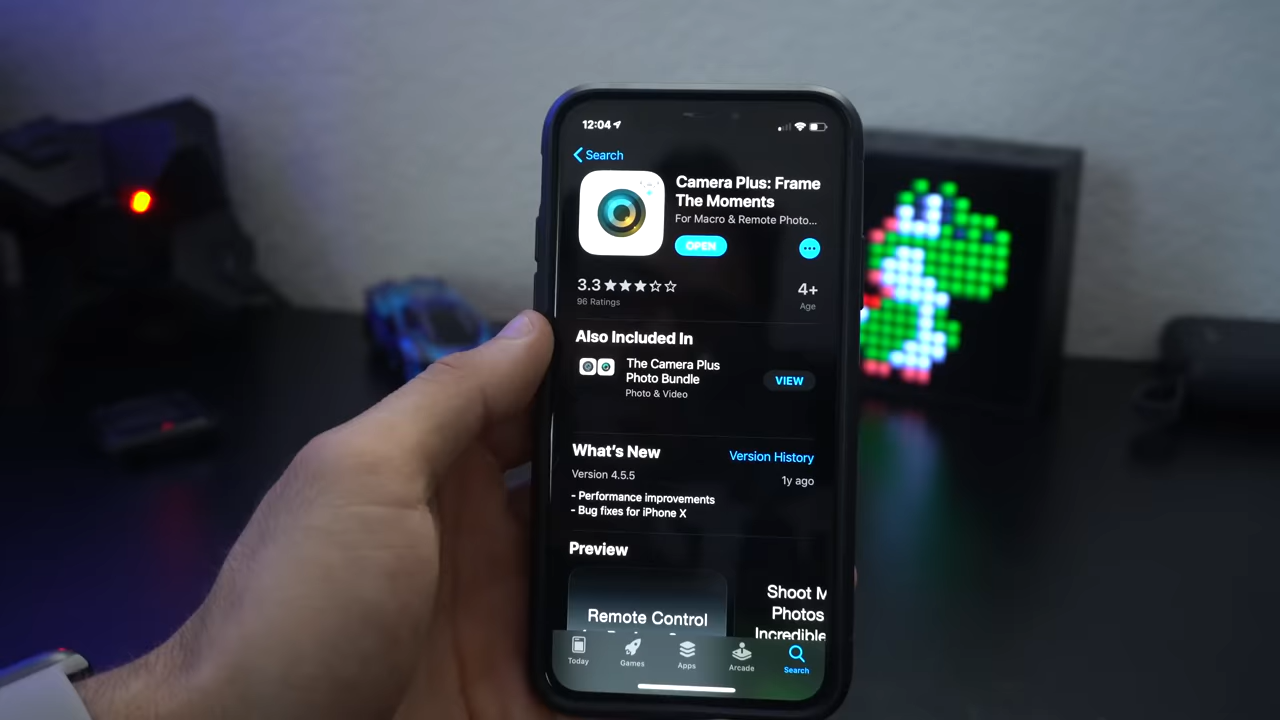 12:04
Search
Camera Plus: Frame
The Moments
For Macro & Remote Photo...
OPEN
3.3
4+
96 Ratings
Age
Also Included In
The Camera Plus
Photo Bundle
VIEW
Photo & Video
What's New
Version History
Version 4.5.5
1y ago
- Performance improvements
- Bug fixes for iPhone X
Preview
Remote Control
Shoot M
Photos
Incredible
Today
Games
Apps
Arcade
Search